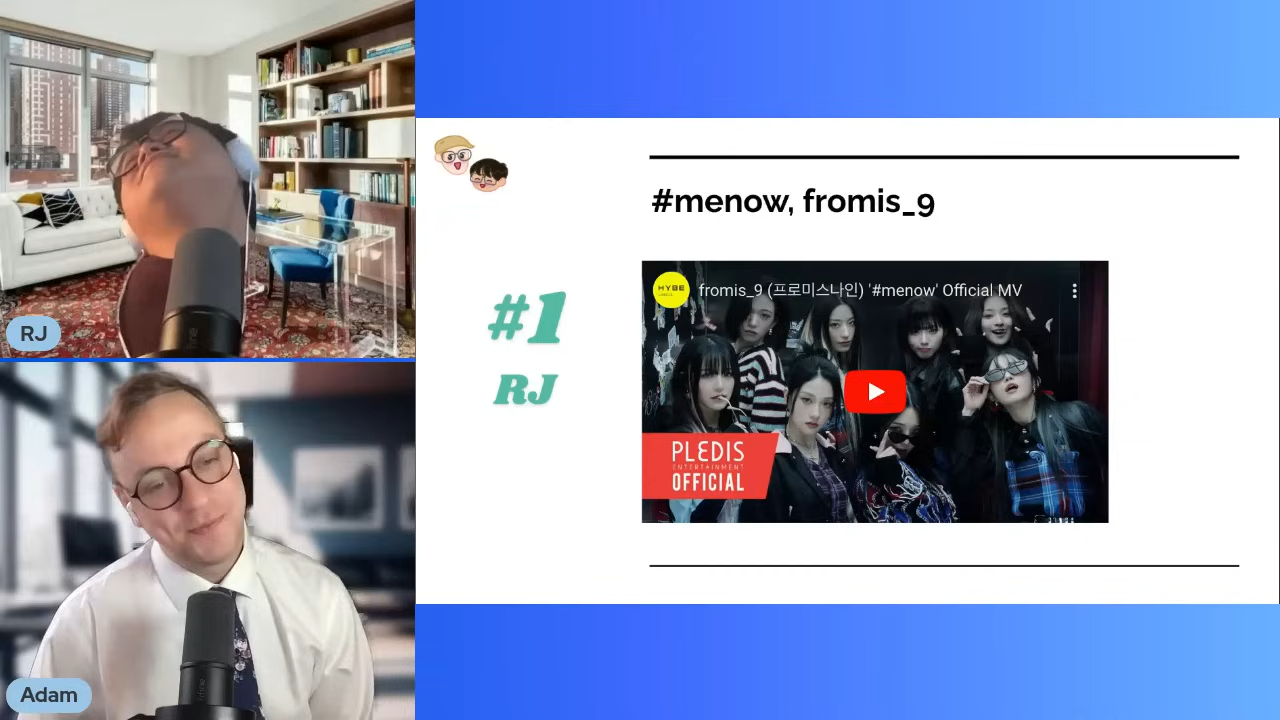 RJ
Adam
#menow, fromis_9
#1
RJ
HYBE
LABELS
fromis_9 (프로미스나인) '#menow' Official MV
PLEDIS
ENTERTAINMENT
OFFICIAL